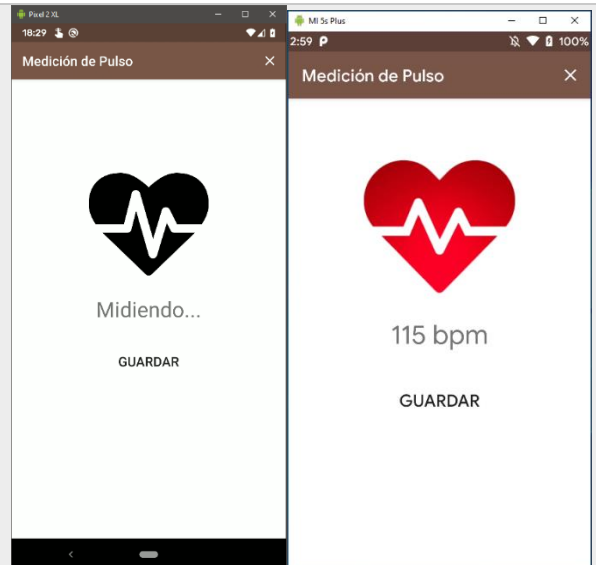 Pixel 2 XL
18:29
Medición de Pulso
Midiendo...
GUARDAR
MI 5s Plus
2:59 P 100%
Medición de Pulso
115 bpm
GUARDAR